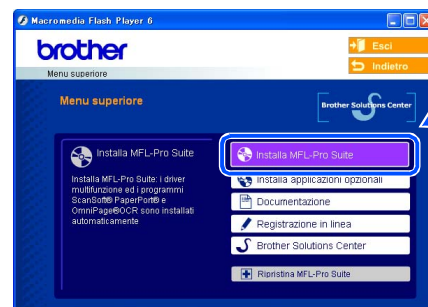 Macromedia Flash Player 6
brother
Esci
Indietro
Menu superiore
Menu superiore
Brother Solutions Center
Installa MFL-Pro Suite
Installa MFL-Pro Suite: i driver
multifunzione ed i programmi
ScanSoft® PaperPort® e
OmniPage®OCR sono installati
automaticamente
Installa MFL-Pro Suite
Installa applicazioni opzionali
Documentazione
Registrazione in linea
Brother Solutions Center
Ripristina MFL-Pro Suite